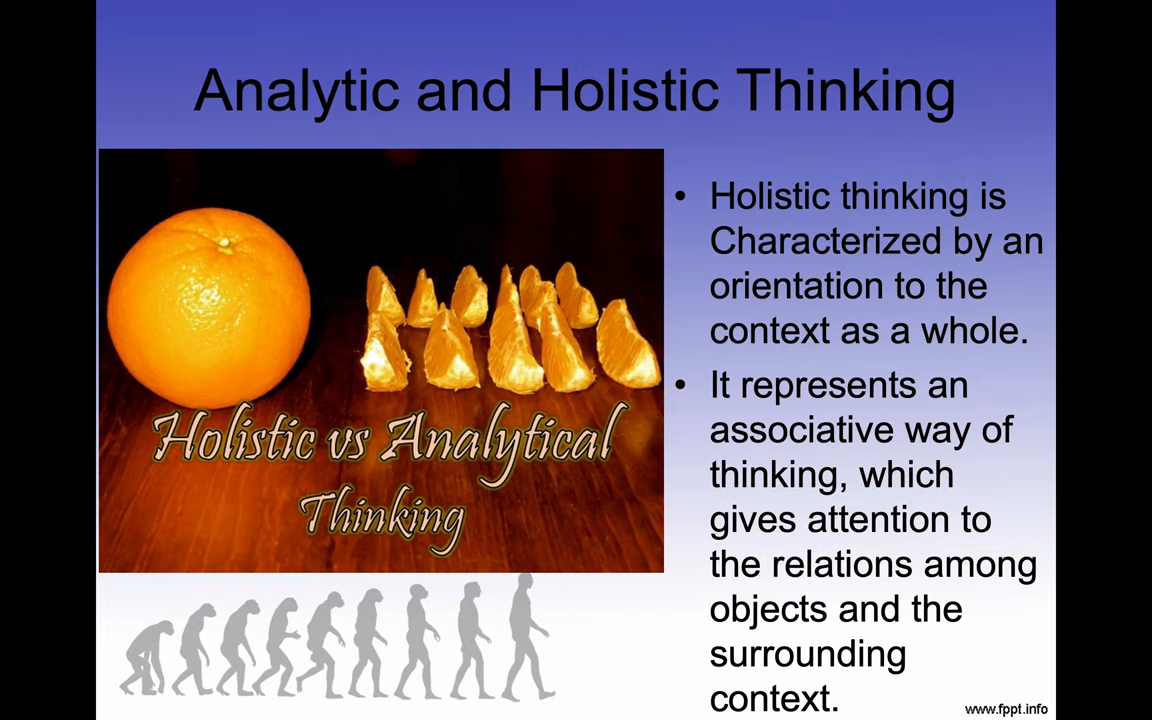 Analytic and Holistic Thinking
Holistic vs Analytical
Thinking
• Holistic thinking is
Characterized by an
orientation to the
context as a whole.
• It represents an
associative way of
thinking, which
gives attention to
the relations among
objects and the
surrounding
context.
www.fppt.info